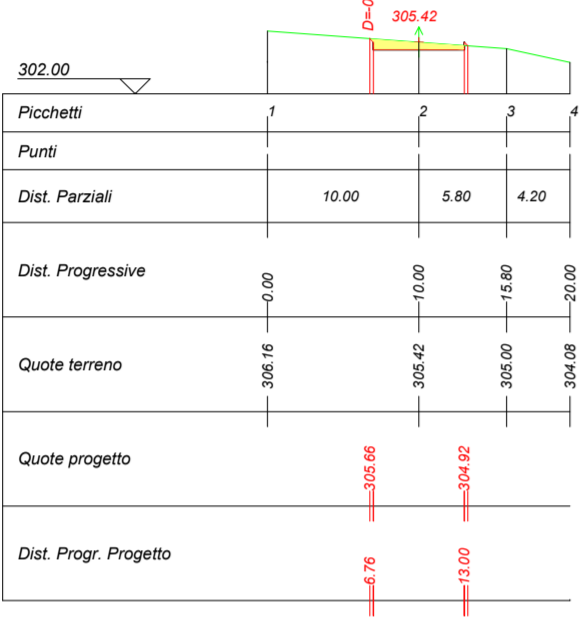 D=-0
305.42
302.00
Picchetti 1 2 3 4
Punti
Dist. Parziali 10.00 5.80 4.20
Dist. Progressive 0.00 10.00 15.80 20.00
Quote terreno 306.16 305.42 305.00 304.08
Quote progetto 305.66 304.92
Dist. Progr. Progetto 6.76 13.00